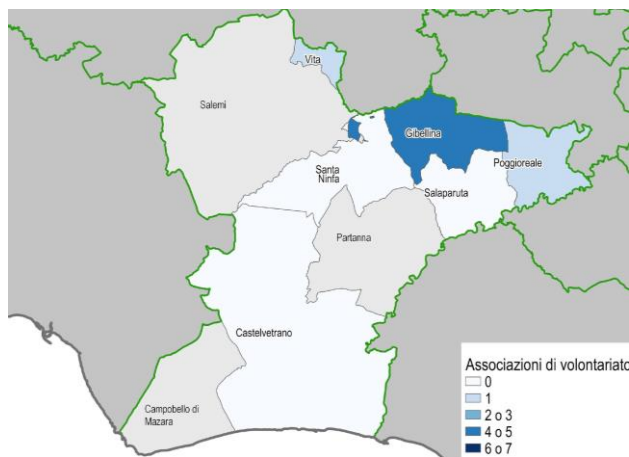 Vita
Salemi
Gibellina
Poggioreale
Santa
Ninfa
Salaparuta
Partanna
Castelvetrano
Campobello di
Mazara
Associazioni di volontariato
0
1
2 o 3
4 o 5
6 o 7